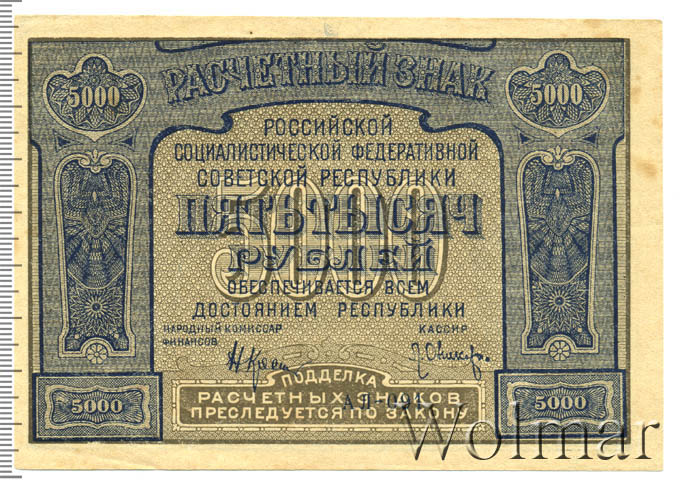 РАСЧЕТНЫЙ ЗНАК
5000 5000
РОССИЙСКОЙ
СОЦИАЛИСТИЧЕСКОЙ ФЕДЕРАТИВНОЙ
СОВЕТСКОЙ РЕСПУБЛИКИ
5000
ПЯТЬ ТЫСЯЧ
РУБЛЕЙ
ОБЕСПЕЧИВАЕТСЯ ВСЕМ
ДОСТОЯНИЕМ РЕСПУБЛИКИ
НАРОДНЫЙ КОМИССАР
ФИНАНСОВ
КАССИР
ПОДДЕЛКА
РАСЧЕТНЫХ ЗНАКОВ
ПРЕСЛЕДУЕТСЯ ПО ЗАКОНУ
5000 5000
Wolmar